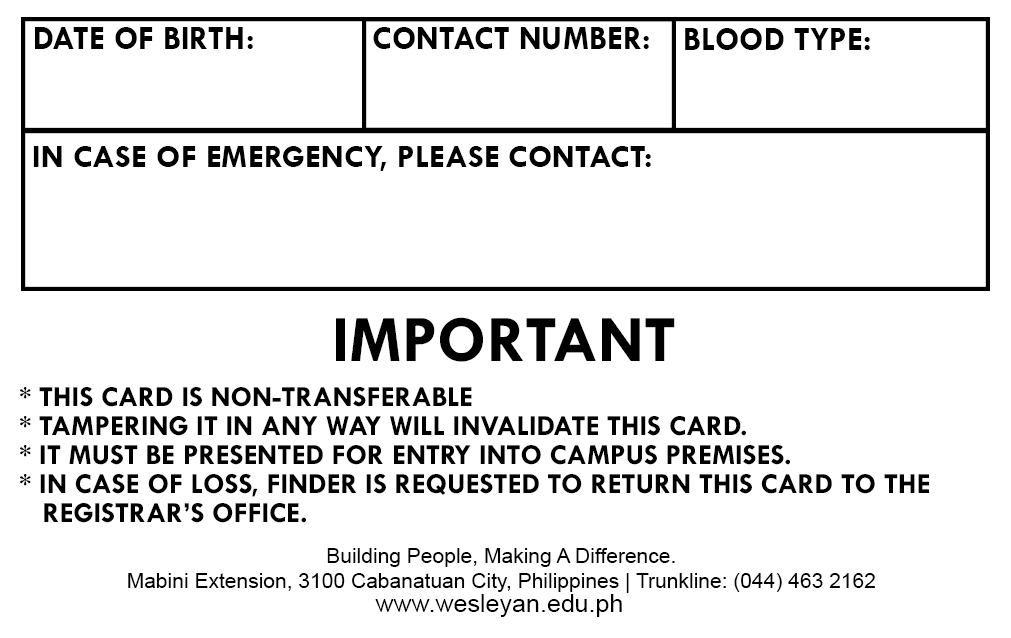 DATE OF BIRTH:
CONTACT NUMBER:
BLOOD TYPE:
IN CASE OF EMERGENCY, PLEASE CONTACT:
IMPORTANT
* THIS CARD IS NON-TRANSFERABLE
* TAMPERING IT IN ANY WAY WILL INVALIDATE THIS CARD.
* IT MUST BE PRESENTED FOR ENTRY INTO CAMPUS PREMISES.
* IN CASE OF LOSS, FINDER IS REQUESTED TO RETURN THIS CARD TO THE
REGISTRAR’S OFFICE.
Building People, Making A Difference.
Mabini Extension, 3100 Cabanatuan City, Philippines | Trunkline: (044) 463 2162
www.wesleyan.edu.ph